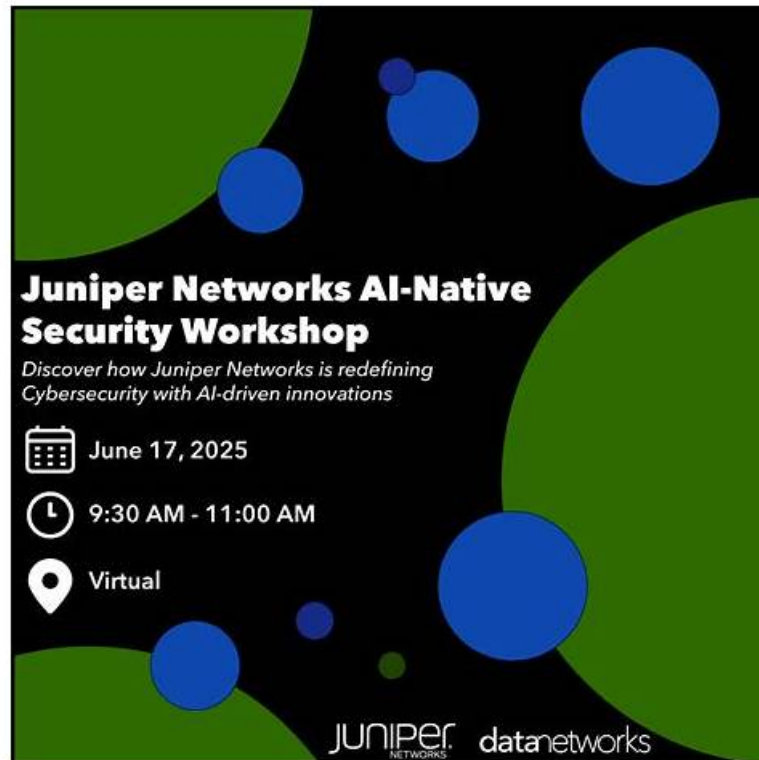 Juniper Networks AI-Native
Security Workshop
Discover how Juniper Networks is redefining
Cybersecurity with AI-driven innovations
June 17, 2025
9:30 AM - 11:00 AM
Virtual
JUNIPEr
NETWORKS
datanetworks